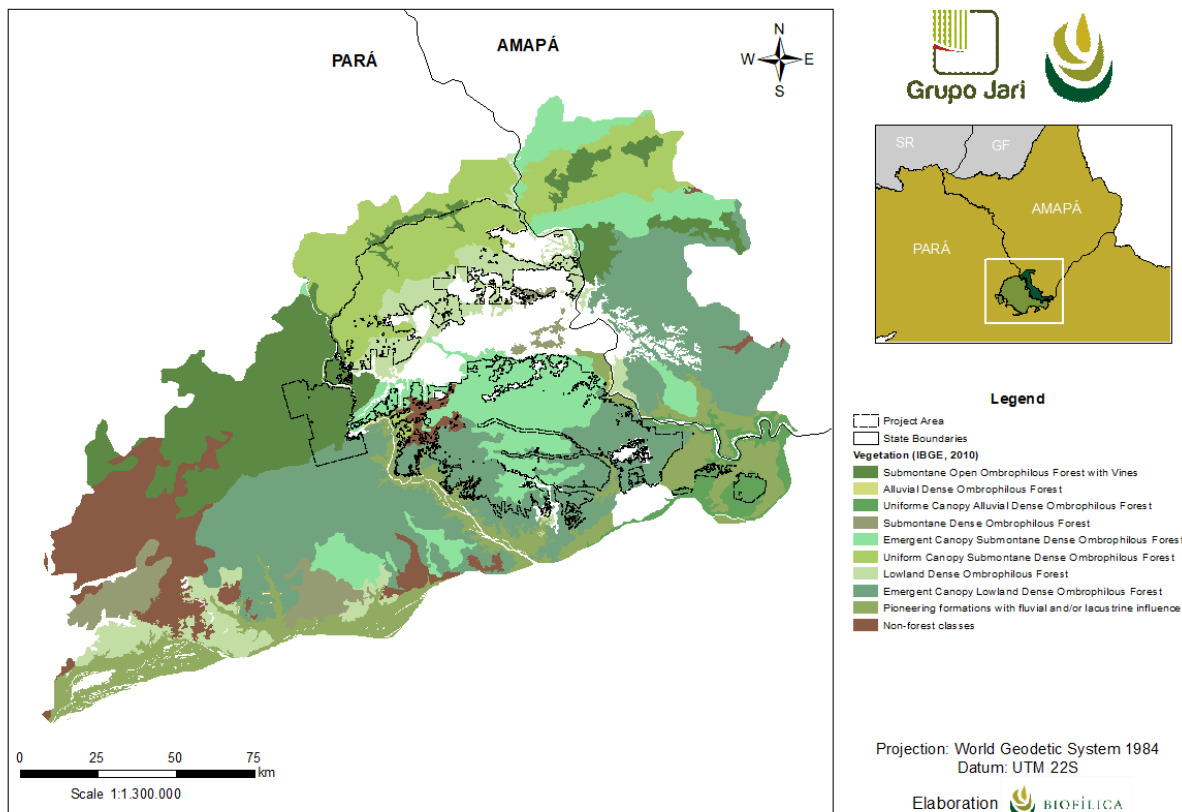 PARÁ
AMAPÁ
N
W
E
S
Grupo Jari
SR
GF
AMAPÁ
PARÁ
Legend
Project Area
State Boundaries
Vegetation (IBGE, 2010)
Submontane Open Ombrophilous Forest with Vines
Alluvial Dense Ombrophilous Forest
Uniforme Canopy Alluvial Dense Ombrophilous Forest
Submontane Dense Ombrophilous Forest
Emergent Canopy Submontane Dense Ombrophilous Forest
Uniform Canopy Submontane Dense Ombrophilous Forest
Lowland Dense Ombrophilous Forest
Emergent Canopy Lowland Dense Ombrophilous Forest
Pioneering formations with fluvial and/or lacustrine influence
Non-forest classes
0 25 50 75
km
Scale 1:1.300.000
Projection: World Geodetic System 1984
Datum: UTM 22S
Elaboration BIOFÍLICA